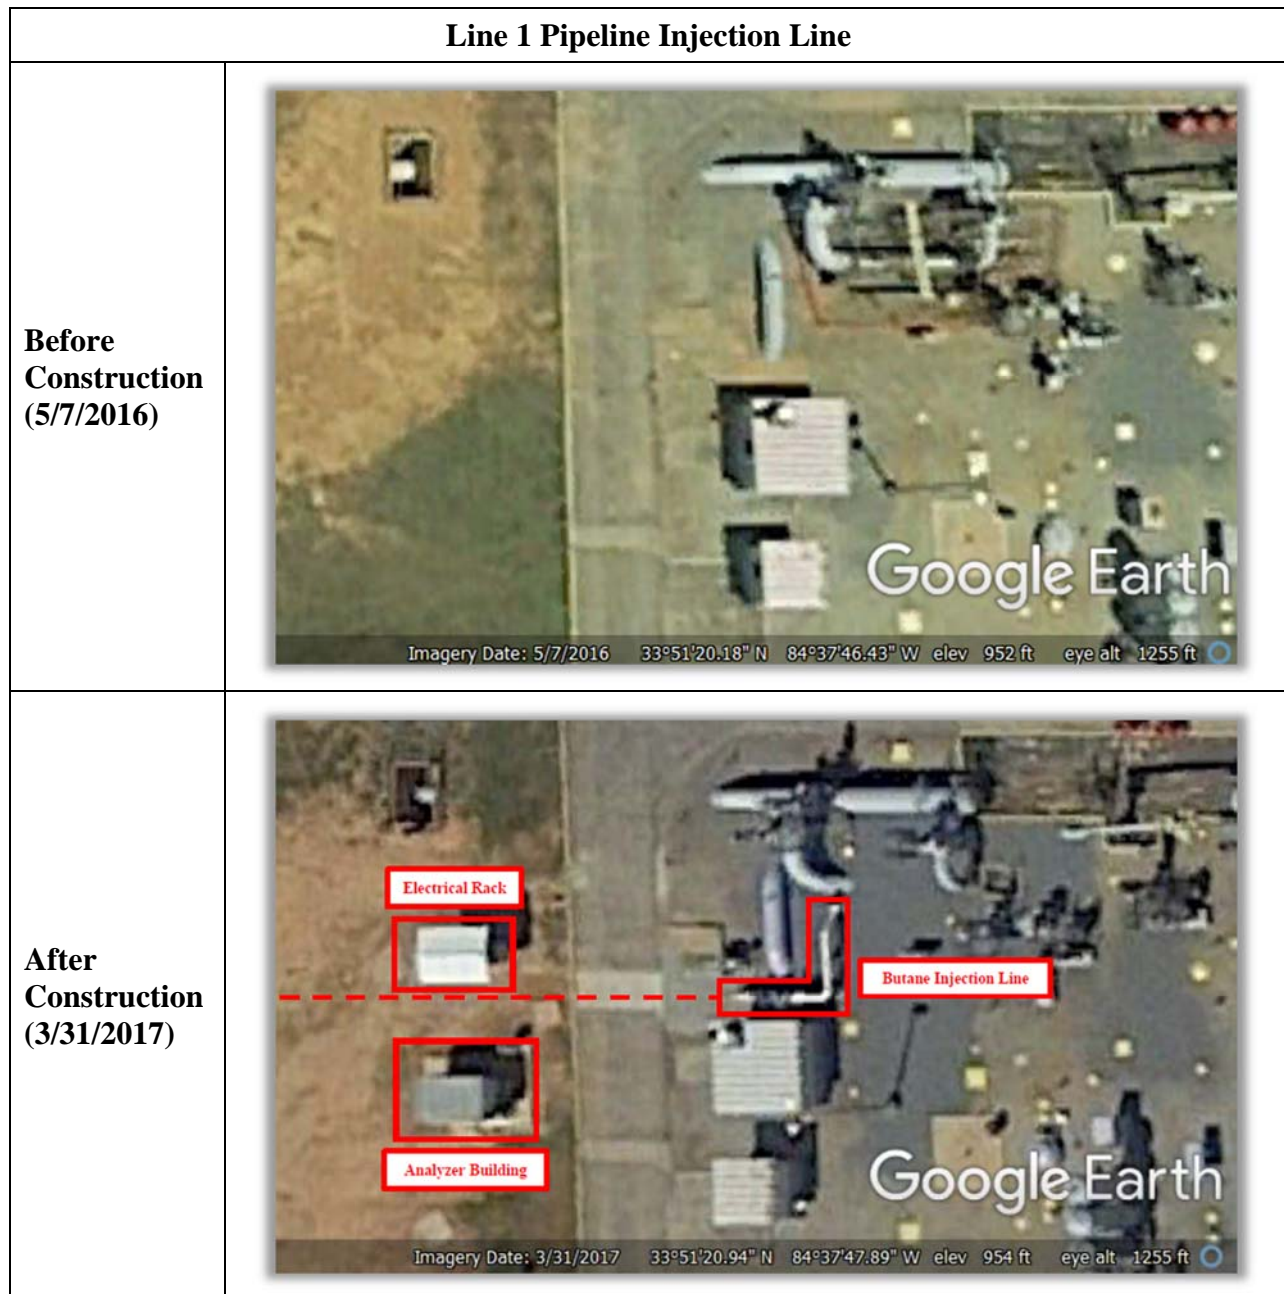 Line 1 Pipeline Injection Line
Before
Construction
(5/7/2016)
Google Earth
Imagery Date: 5/7/2016 33°51'20.18" N 84°37'46.43" W elev 952 ft eye alt 1255 ft
After
Construction
(3/31/2017)
Electrical Rack
Butane Injection Line
Analyzer Building
Google Earth
Imagery Date: 3/31/2017 33°51'20.94" N 84°37'47.89" W elev 954 ft eye alt 1255 ft